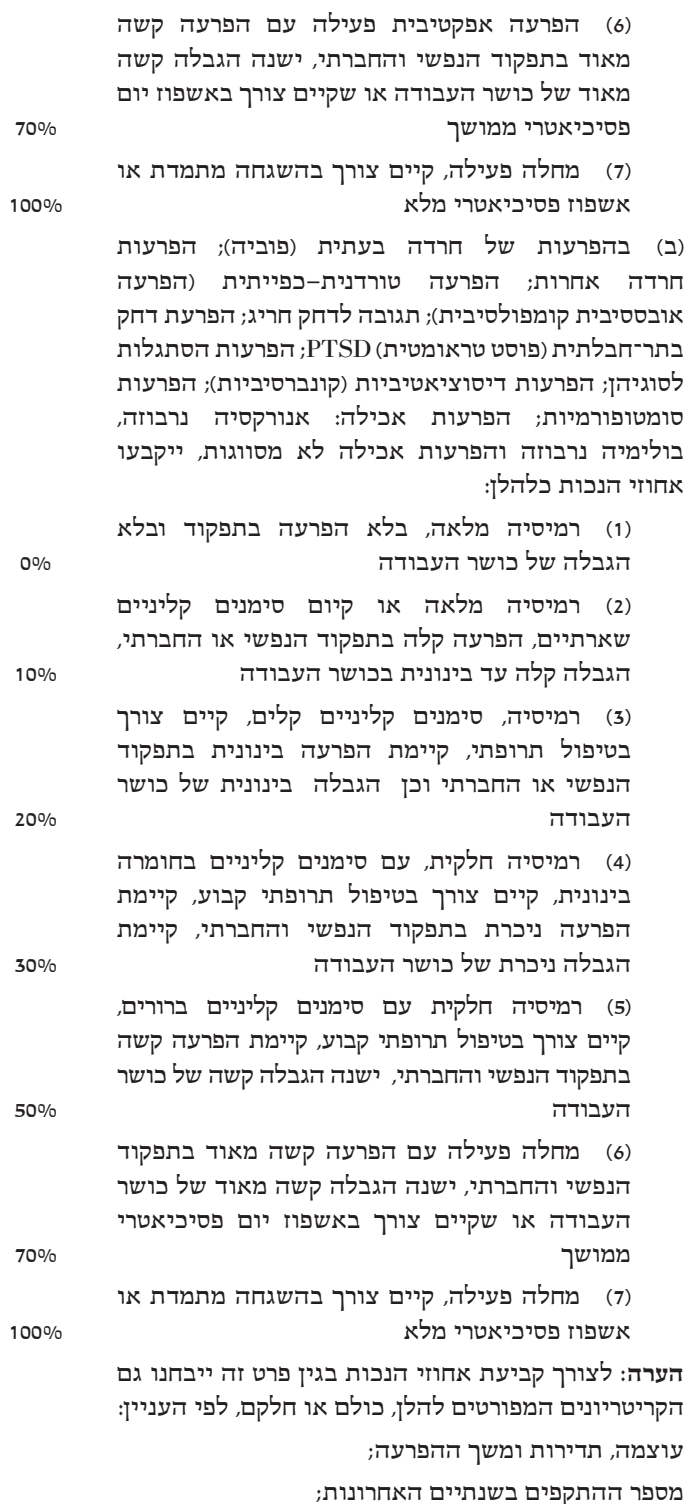 (6) הפרעה אפקטיבית פעילה עם הפרעה קשה
מאוד בתפקוד הנפשי והחברתי, ישנה הגבלה קשה
מאוד של כושר העבודה או שקיים צורך באשפוז יום
פסיכיאטרי ממושך 70%
(7) מחלה פעילה, קיים צורך בהשגחה מתמדת או
אשפוז פסיכיאטרי מלא 100%
(ב) בהפרעות של חרדה בעתית (פוביה); הפרעות
חרדה אחרות; הפרעה טורדנית–כפייתית (הפרעה
אובססיבית קומפולסיבית); תגובה לדחק חריג; הפרעת דחק
בתר־חבלתית (פוסט טראומטית) PTSD; הפרעות הסתגלות
לסוגיהן; הפרעות דיסוציאטיביות (קונברסיביות); הפרעות
סומטופורמיות; הפרעות אכילה: אנורקסיה נרבוזה,
בולימיה נרבוזה והפרעות אכילה לא מסווגות, ייקבעו
אחוזי הנכות כלהלן:
(1) רמיסיה מלאה, בלא הפרעה בתפקוד ובלא
הגבלה של כושר העבודה 0%
(2) רמיסיה מלאה או קיום סימנים קליניים
שארתיים, הפרעה קלה בתפקוד הנפשי או החברתי,
הגבלה קלה עד בינונית בכושר העבודה 10%
(3) רמיסיה, סימנים קליניים קלים, קיים צורך
בטיפול תרופתי, קיימת הפרעה בינונית בתפקוד
הנפשי או החברתי וכן הגבלה בינונית של כושר
העבודה 20%
(4) רמיסיה חלקית, עם סימנים קליניים בחומרה
בינונית, קיים צורך בטיפול תרופתי קבוע, קיימת
הפרעה ניכרת בתפקוד הנפשי והחברתי, קיימת
הגבלה ניכרת של כושר העבודה 30%
(5) רמיסיה חלקית עם סימנים קליניים ברורים,
קיים צורך בטיפול תרופתי קבוע, קיימת הפרעה קשה
בתפקוד הנפשי והחברתי, ישנה הגבלה קשה של כושר
העבודה 50%
(6) מחלה פעילה עם הפרעה קשה מאוד בתפקוד
הנפשי והחברתי, ישנה הגבלה קשה מאוד של כושר
העבודה או שקיים צורך באשפוז יום פסיכיאטרי
ממושך 70%
(7) מחלה פעילה, קיים צורך בהשגחה מתמדת או
אשפוז פסיכיאטרי מלא 100%
הערה: לצורך קביעת אחוזי הנכות בגין פרט זה ייבחנו גם
הקריטריונים המפורטים להלן, כולם או חלקם, לפי העניין:
עוצמה, תדירות ומשך ההפרעה;
מספר ההתקפים בשנתיים האחרונות;